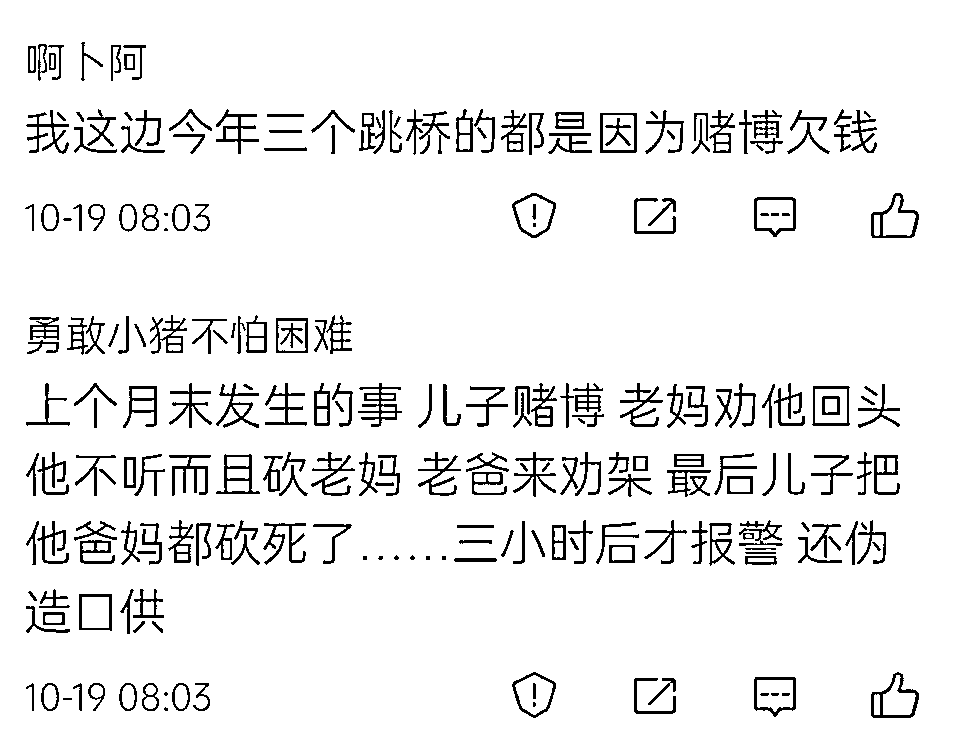 啊卜阿
我这边今年三个跳桥的都是因为赌博欠钱
10-19 08:03
勇敢小猪不怕困难
上个月末发生的事 儿子赌博 老妈劝他回头
他不听而且砍老妈 老爸来劝架 最后儿子把
他爸妈都砍死了……三小时后才报警 还伪
造口供
10-19 08:03